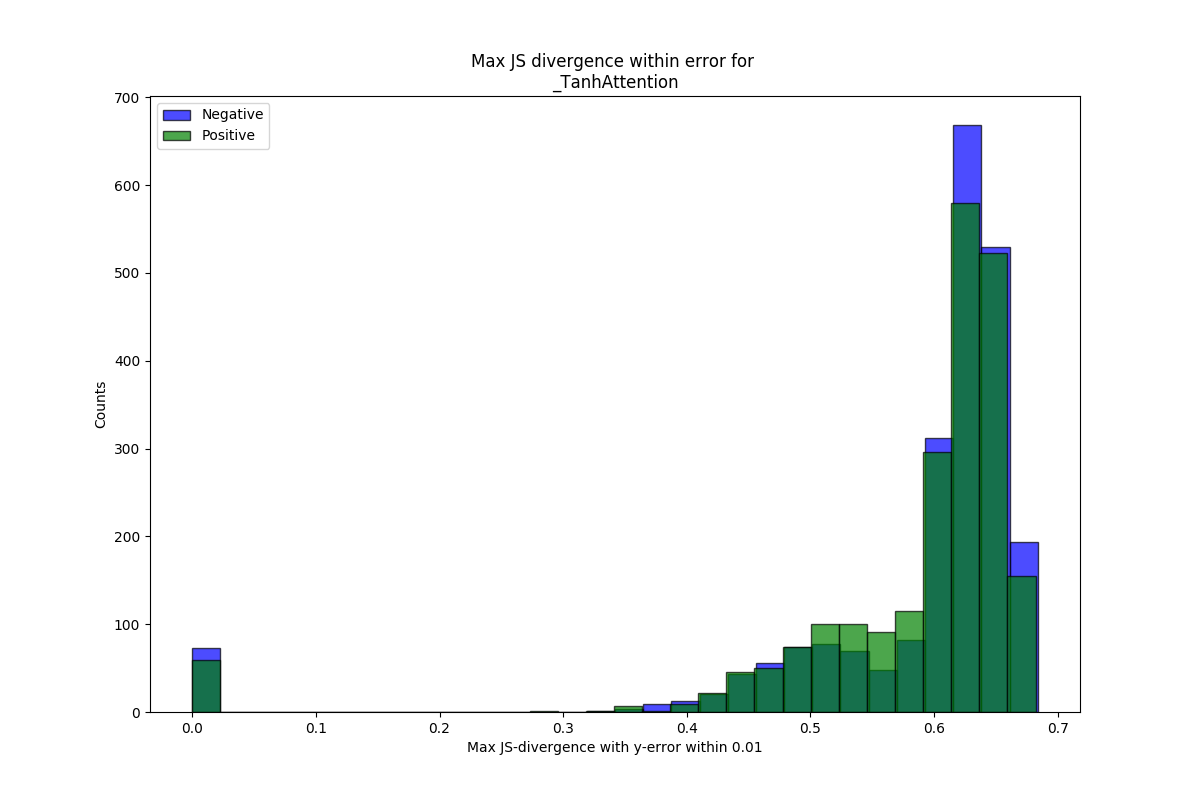 Max JS divergence within error for
_TanhAttention
700
Negative
Positive
600
500
400
300
200
100
0
Counts
0.0 0.1 0.2 0.3 0.4 0.5 0.6 0.7
Max JS-divergence with y-error within 0.01